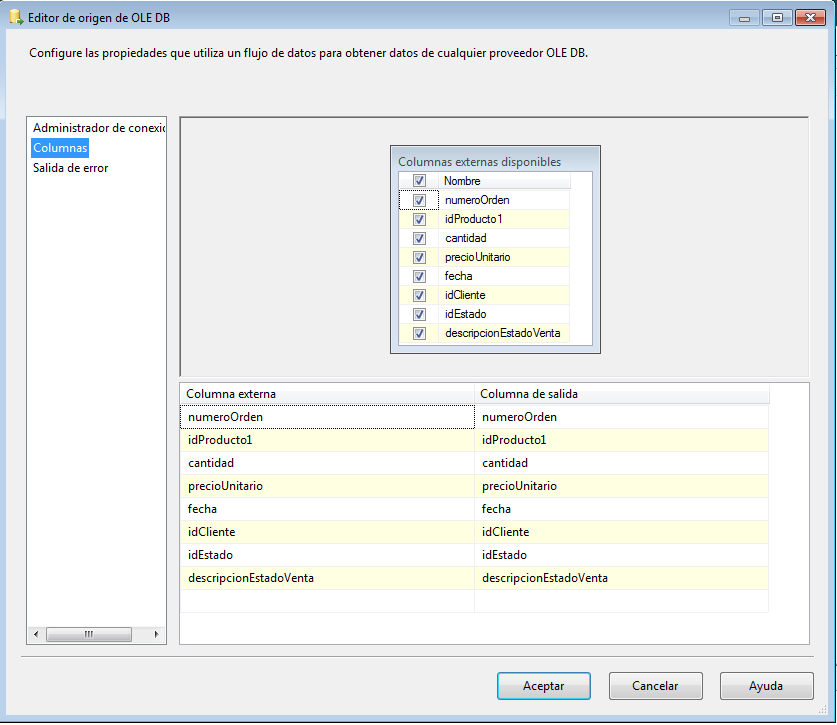 Editor de origen de OLE DB
Configure las propiedades que utiliza un flujo de datos para obtener datos de cualquier proveedor OLE DB.
Administrador de conexic
Columnas
Salida de error
Columnas externas disponibles
Nombre
numeroOrden
idProducto1
cantidad
precioUnitario
fecha
idCliente
idEstado
descripcionEstadoVenta
Columna externa Columna de salida
numeroOrden numeroOrden
idProducto1 idProducto1
cantidad cantidad
precioUnitario precioUnitario
fecha fecha
idCliente idCliente
idEstado idEstado
descripcionEstadoVenta descripcionEstadoVenta
Aceptar Cancelar Ayuda